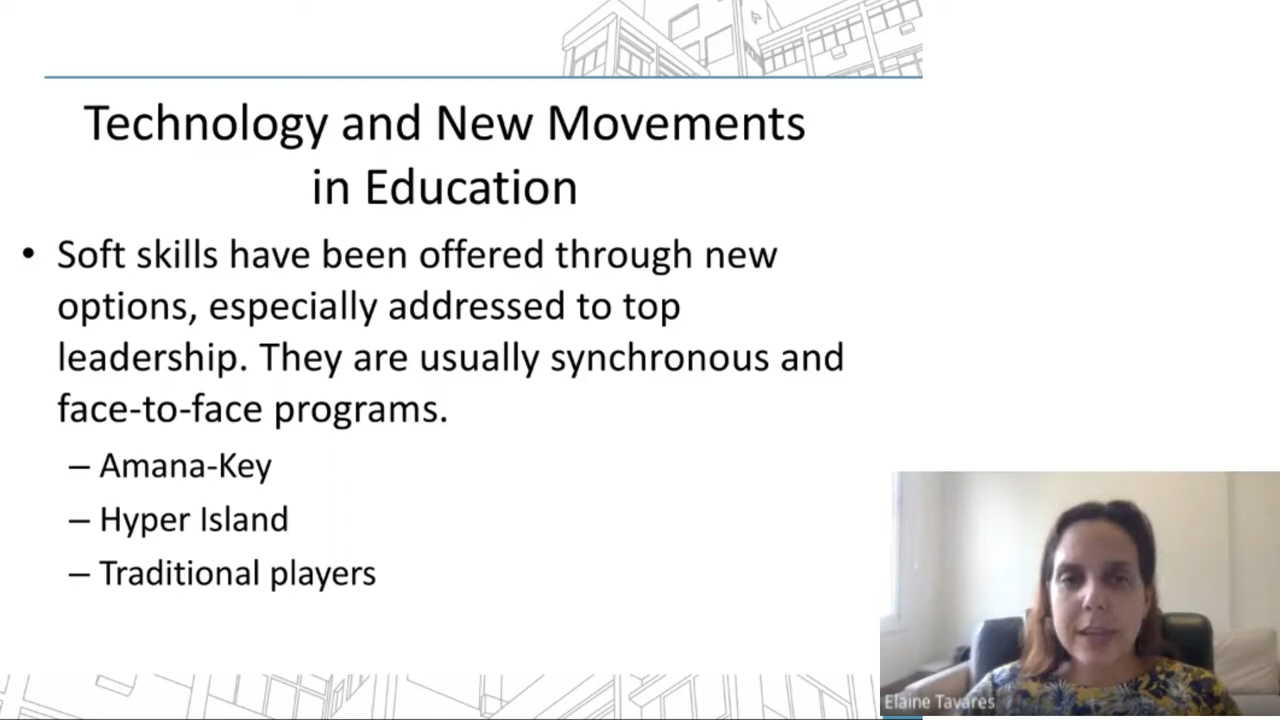 Technology and New Movements
in Education
• Soft skills have been offered through new
options, especially addressed to top
leadership. They are usually synchronous and
face-to-face programs.
– Amana-Key
– Hyper Island
– Traditional players
Elaine Tavares